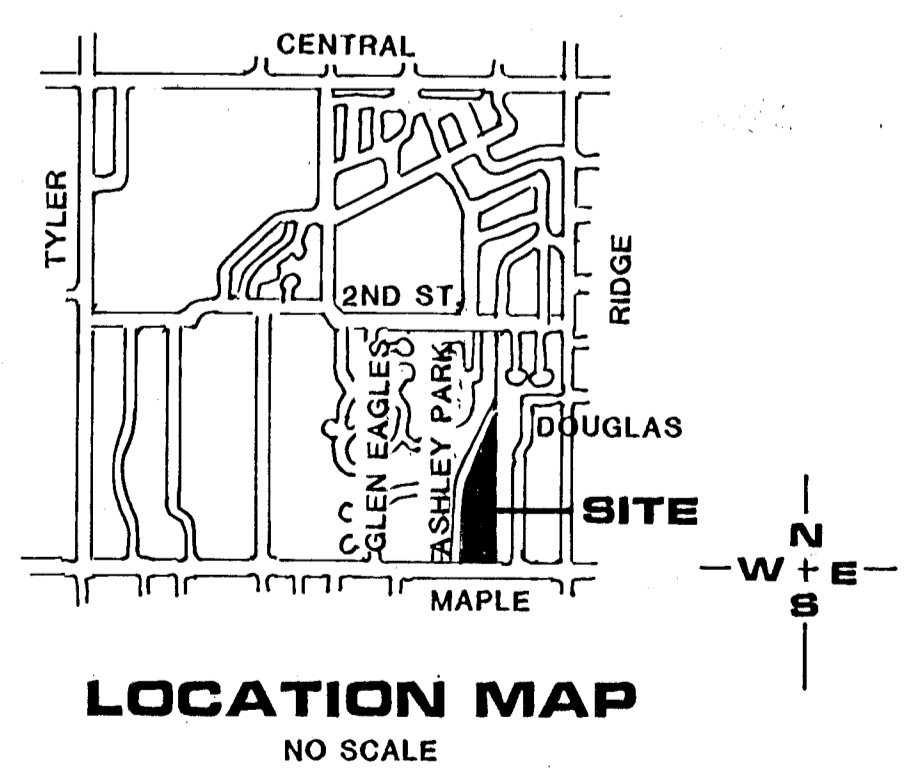 CENTRAL
TYLER
RIDGE
2ND ST.
GLEN EAGLES
ASHLEY PARK
DOUGLAS
SITE
N
W + E
S
MAPLE
LOCATION MAP
NO SCALE